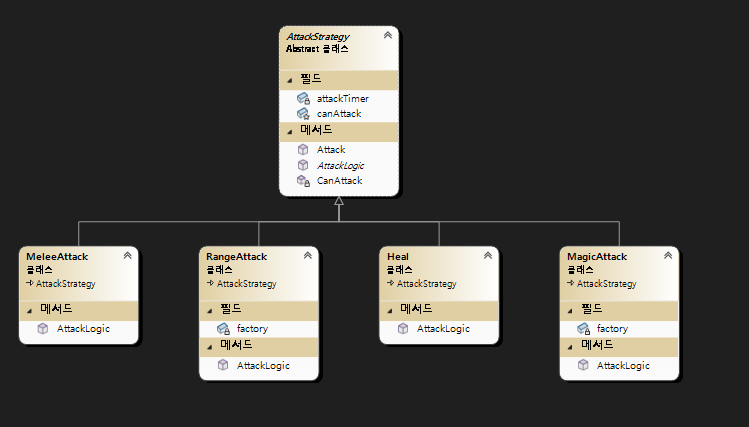 AttackStrategy
Abstract 클래스
필드
attackTimer
canAttack
메서드
Attack
AttackLogic
CanAttack
MeleeAttack
클래스
AttackStrategy
메서드
AttackLogic
RangeAttack
클래스
AttackStrategy
필드
factory
메서드
AttackLogic
Heal
클래스
AttackStrategy
메서드
AttackLogic
MagicAttack
클래스
AttackStrategy
필드
factory
메서드
AttackLogic